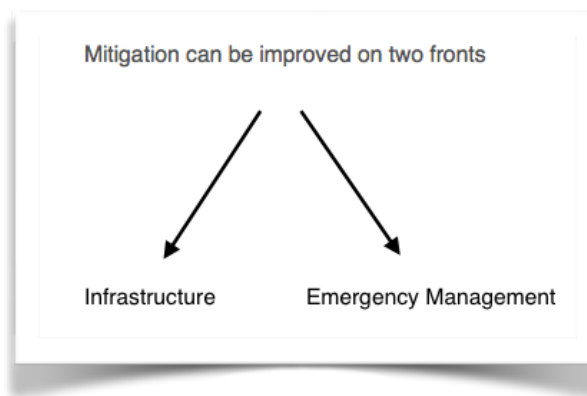 Mitigation can be improved on two fronts
Infrastructure Emergency Management